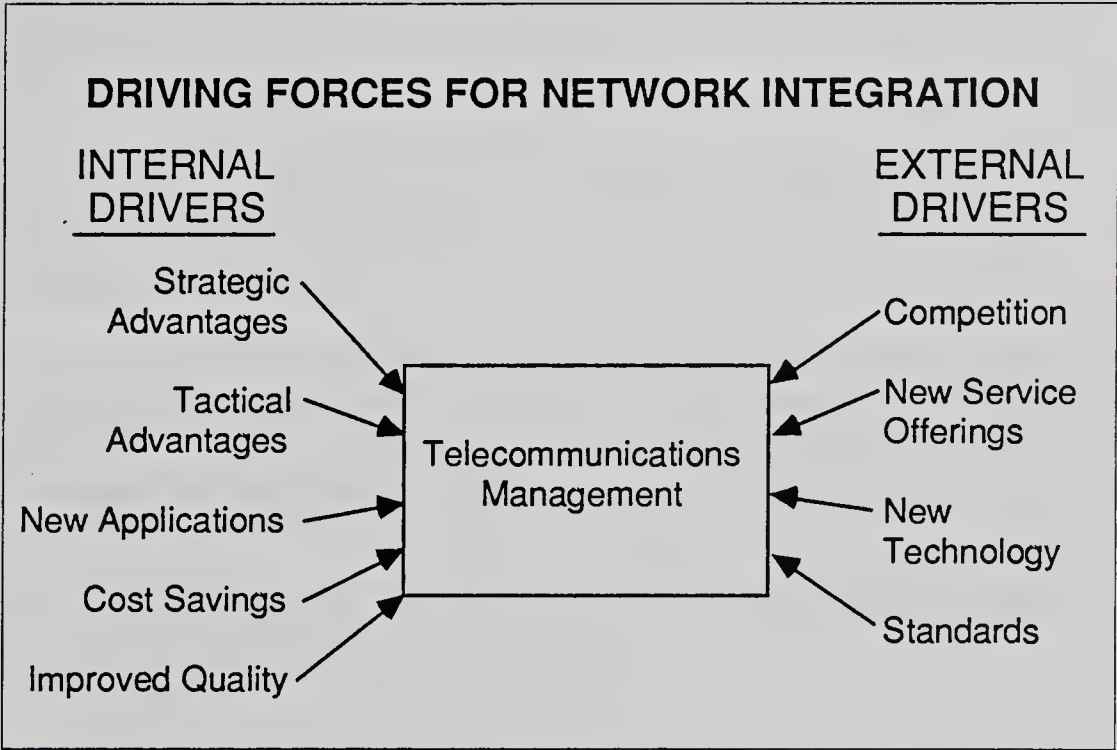 DRIVING FORCES FOR NETWORK INTEGRATION
INTERNAL
DRIVERS
Strategic
Advantages
Tactical
Advantages
New Applications
Cost Savings
Improved Quality
Telecommunications
Management
EXTERNAL
DRIVERS
Competition
New Service
Offerings
New
Technology
Standards